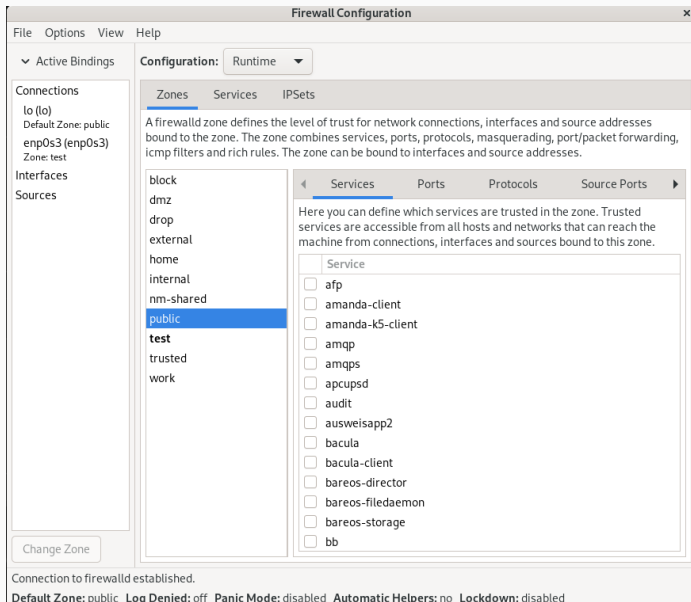 Firewall Configuration
File Options View Help
Active Bindings
Configuration: Runtime
Connections
lo (lo)
Default Zone: public
enp0s3 (enp0s3)
Zone: test
Interfaces
Sources
Change Zone
Zones Services IPSets
A firewalld zone defines the level of trust for network connections, interfaces and source addresses
bound to the zone. The zone combines services, ports, protocols, masquerading, port/packet forwarding,
icmp filters and rich rules. The zone can be bound to interfaces and source addresses.
block
dmz
drop
external
home
internal
nm-shared
public
test
trusted
work
Services Ports Protocols Source Ports
Here you can define which services are trusted in the zone. Trusted
services are accessible from all hosts and networks that can reach the
machine from connections, interfaces and sources bound to this zone.
Service
afp
amanda-client
amanda-k5-client
amqp
amqps
apcupsd
audit
ausweisapp2
bacula
bacula-client
bareos-director
bareos-filedaemon
bareos-storage
bb
Connection to firewalld established.
Default Zone: public Log Denied: off Panic Mode: disabled Automatic Helpers: no Lockdown: disabled